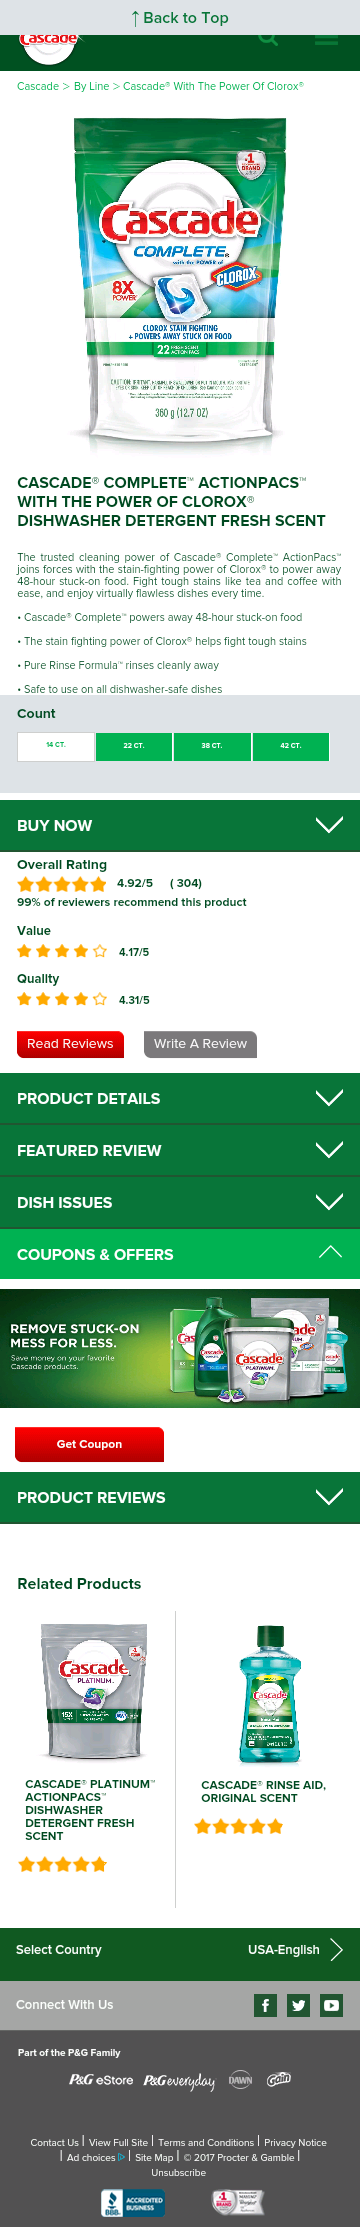 ↑ Back to Top
Cascade
Cascade > By Line > Cascade® With The Power Of Clorox®
#1
Cascade
COMPLETE®
with the POWER of
CLOROX
8X
POWER
CLOROX STAIN FIGHTING
+ POWERS AWAY STUCK ON FOOD
22 FRESH SCENT
ACTION PACS
360 g (12.7 OZ)
CASCADE® COMPLETE™ ACTIONPACS™
WITH THE POWER OF CLOROX®
DISHWASHER DETERGENT FRESH SCENT
The trusted cleaning power of Cascade® Complete™ ActionPacs™
joins forces with the stain-fighting power of Clorox® to power away
48-hour stuck-on food. Fight tough stains like tea and coffee with
ease, and enjoy virtually flawless dishes every time.
• Cascade® Complete™ powers away 48-hour stuck-on food
• The stain fighting power of Clorox® helps fight tough stains
• Pure Rinse Formula™ rinses cleanly away
• Safe to use on all dishwasher-safe dishes
Count
14 CT. 22 CT. 38 CT. 42 CT.
BUY NOW
Overall Rating
4.92/5 ( 304)
99% of reviewers recommend this product
Value
4.17/5
Quality
4.31/5
Read Reviews Write A Review
PRODUCT DETAILS
FEATURED REVIEW
DISH ISSUES
COUPONS & OFFERS
REMOVE STUCK-ON
MESS FOR LESS.
Save money on your favorite
Cascade products.
Cascade
PLATINUM
Get Coupon
PRODUCT REVIEWS
Related Products
Cascade
PLATINUM
15X
Cascade
CASCADE® PLATINUM™
ACTIONPACS™
DISHWASHER
DETERGENT FRESH
SCENT
CASCADE® RINSE AID,
ORIGINAL SCENT
Select Country USA-English
Connect With Us
Part of the P&G Family
P&G eStore P&G everyday DAWN Gain
Contact Us | View Full Site | Terms and Conditions | Privacy Notice
| Ad choices | Site Map | © 2017 Procter & Gamble |
Unsubscribe
BBB ACCREDITED
BUSINESS